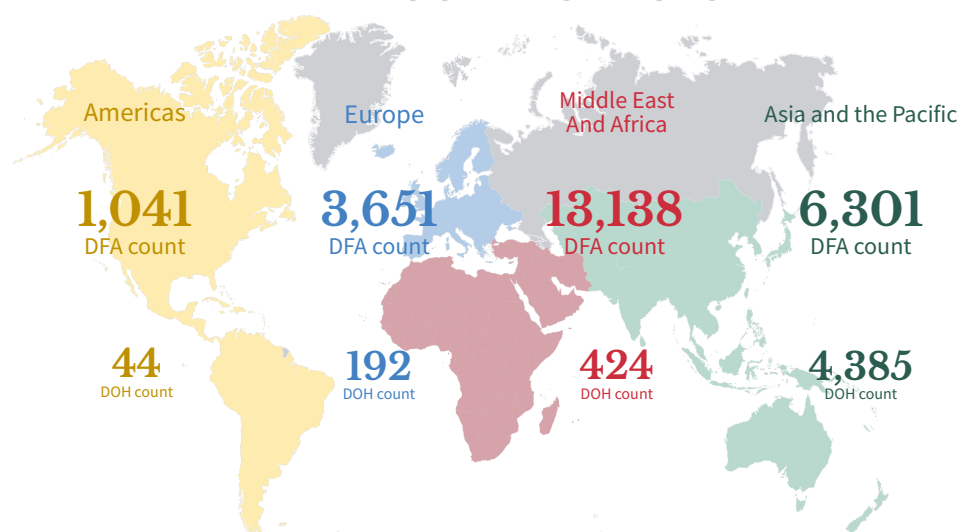 Americas
1,041
DFA count
44
DOH count
Europe
3,651
DFA count
192
DOH count
Middle East
And Africa
13,138
DFA count
424
DOH count
Asia and the Pacific
6,301
DFA count
4,385
DOH count